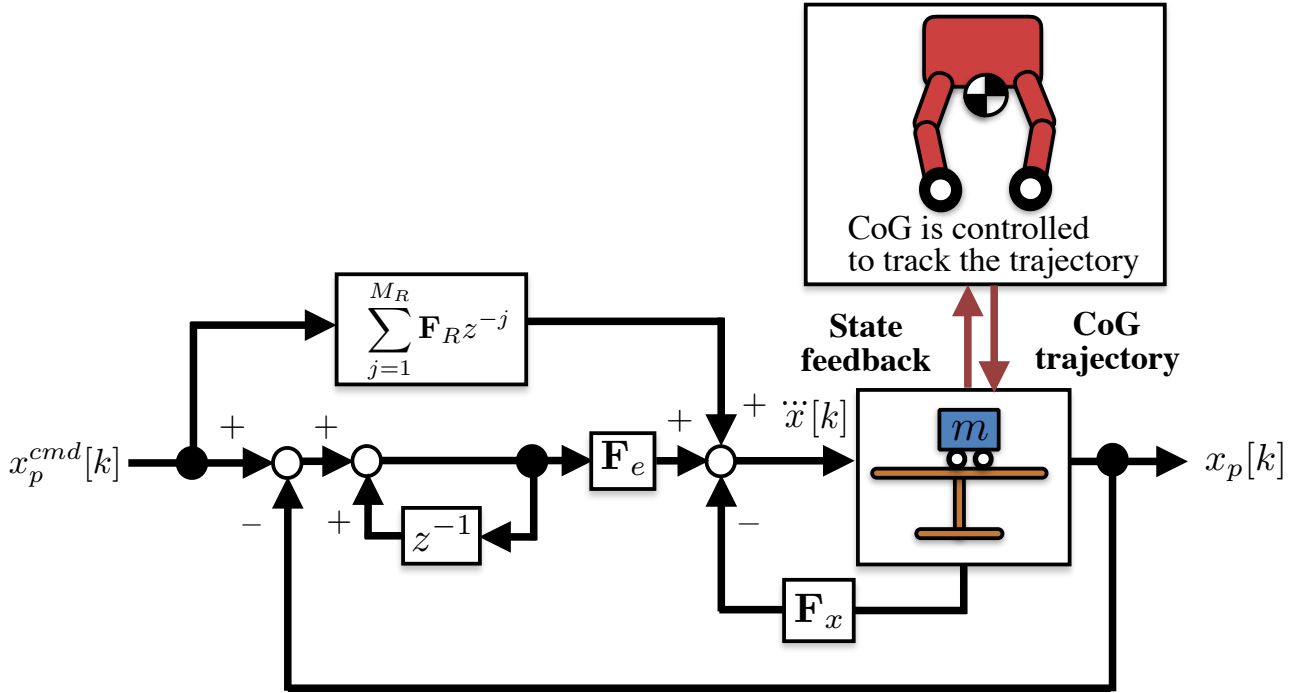 CoG is controlled
to track the trajectory
State
feedback
CoG
trajectory
M_R
∑ F_R z^{-j}
j=1
x_p^{cmd}[k]
+
+
+
+
\dddot{x}[k]
F_e
m
x_p[k]
−
+
z^{-1}
−
F_x